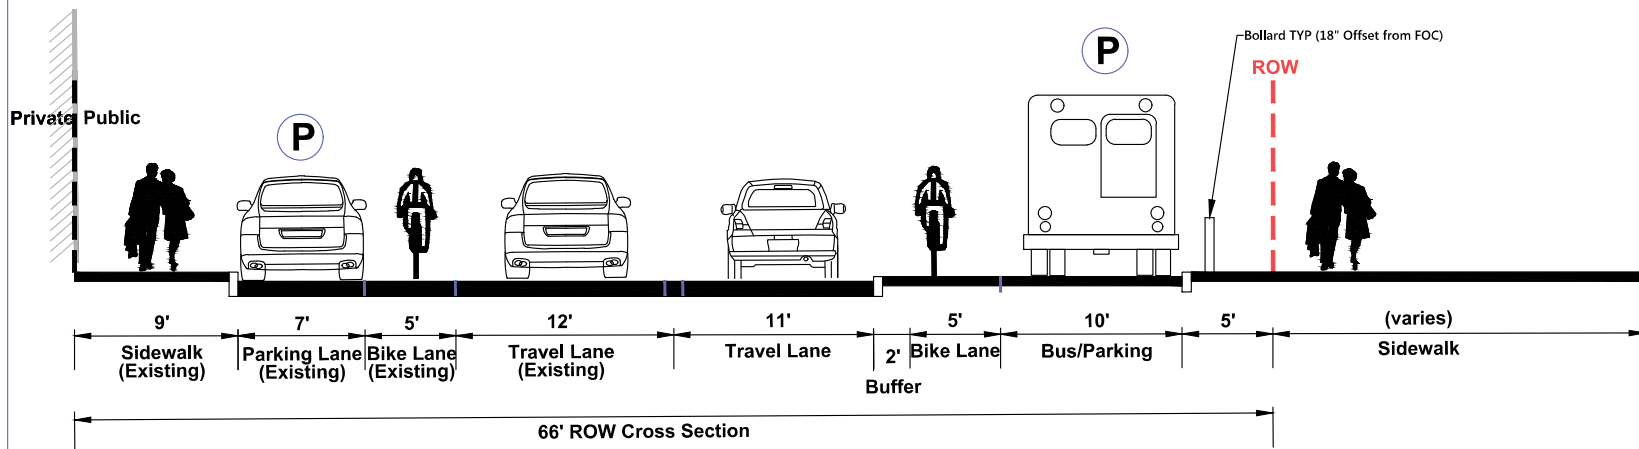 Bollard TYP (18" Offset from FOC)
P
ROW
Private Public
P
9'
7'
5'
12'
11'
2'
5'
10'
5'
(varies)
Sidewalk
(Existing)
Parking Lane
(Existing)
Bike Lane
(Existing)
Travel Lane
(Existing)
Travel Lane
Buffer
Bike Lane
Bus/Parking
Sidewalk
66' ROW Cross Section